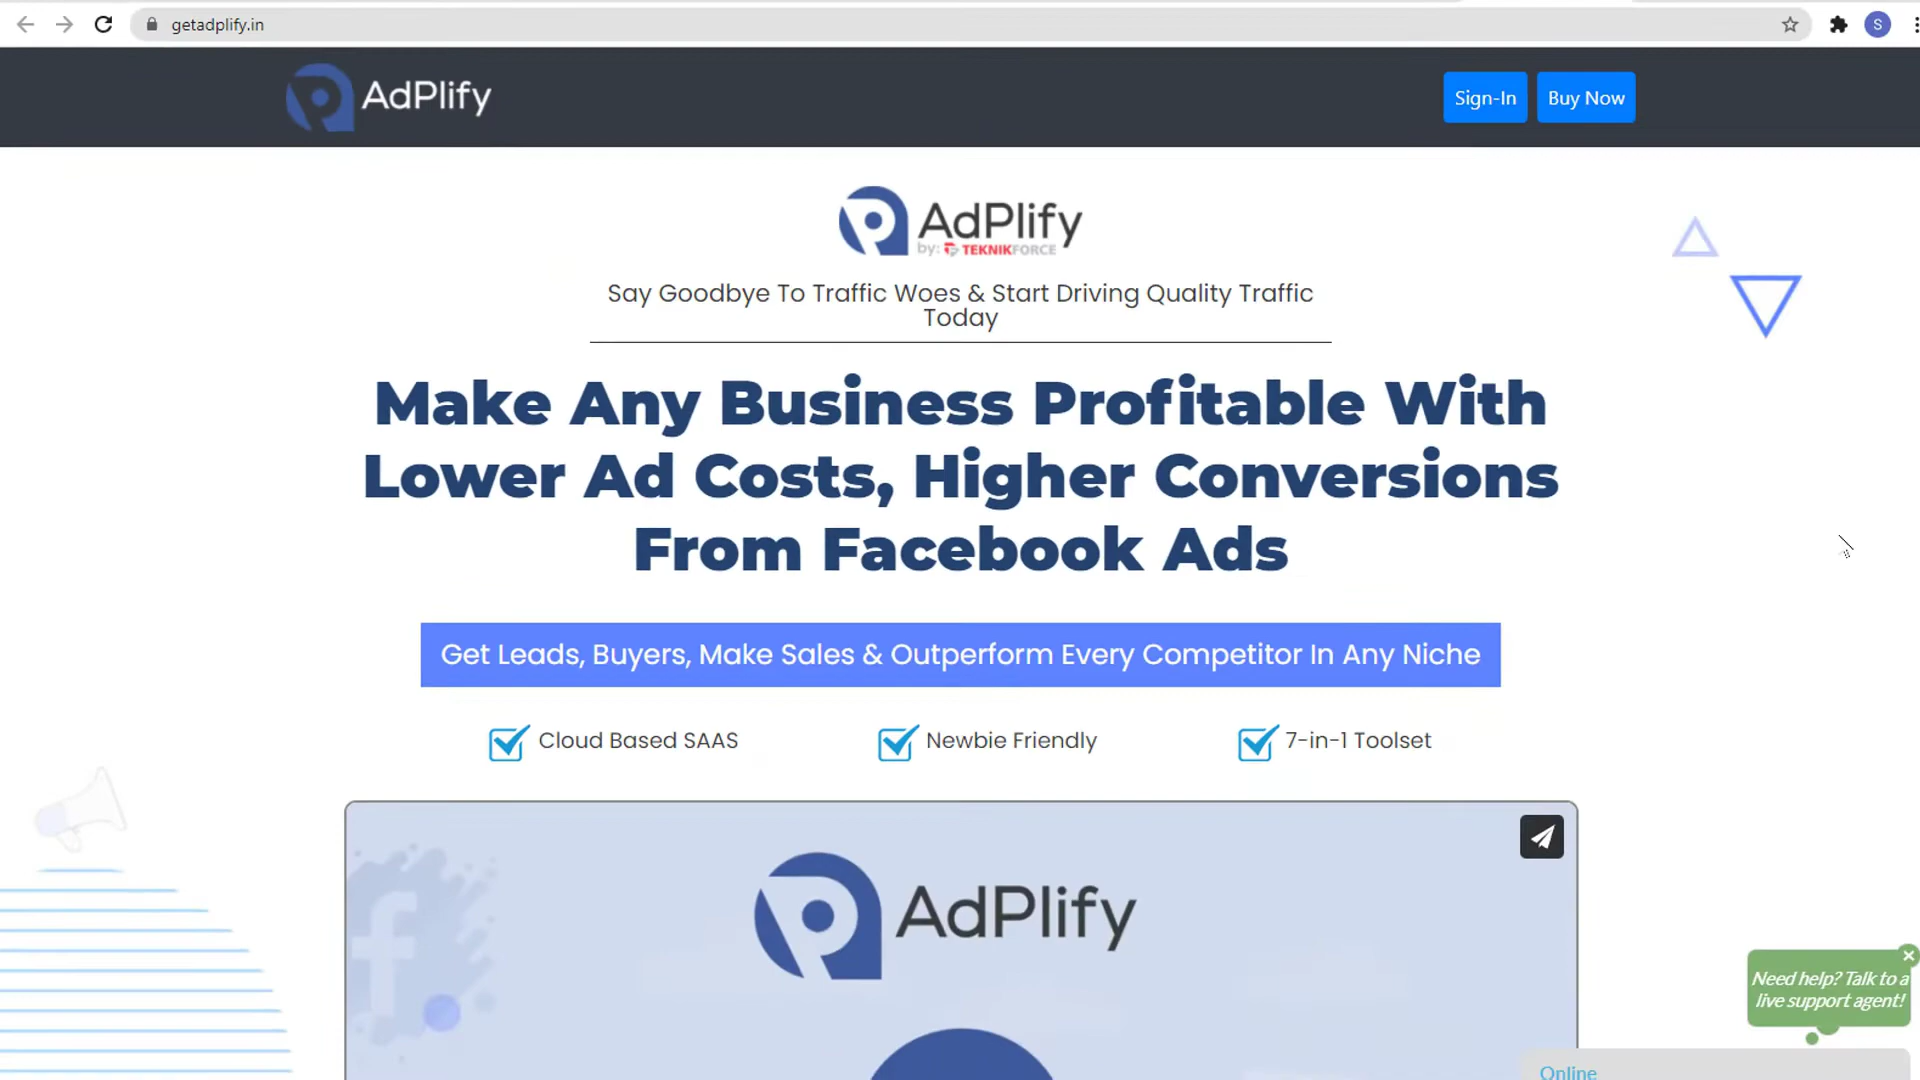 getadplify.in
S
AdPlify
Sign-In
Buy Now
AdPlify
by: TEKNIKFORCE
Say Goodbye To Traffic Woes & Start Driving Quality Traffic
Today
Make Any Business Profitable With
Lower Ad Costs, Higher Conversions
From Facebook Ads
Get Leads, Buyers, Make Sales & Outperform Every Competitor In Any Niche
Cloud Based SAAS
Newbie Friendly
7-in-1 Toolset
AdPlify
Need help? Talk to a
live support agent!
Online